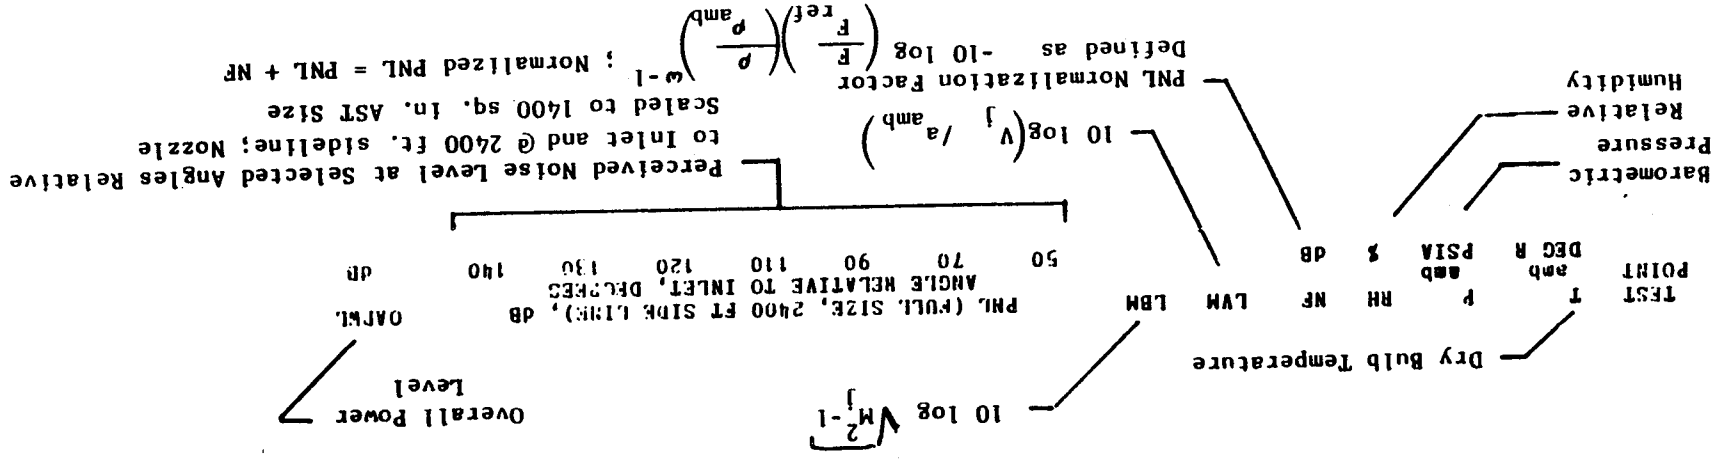 10 log √M_j^2-1
Overall Power
Level
Dry Bulb Temperature
TEST T P RH NF LVM LBM PNL (FULL SIZE, 2400 FT SIDE LINE), dB OAPWL
POINT amb amb ANGLE RELATIVE TO INLET, DEGREES
DEG R PSIA % dB 50 70 90 110 120 130 140 dB
Barometric
Pressure
Relative
Humidity
10 log(V_j /a_amb)
PNL Normalization Factor
Defined as -10 log (F/F_ref)(ρ/ρ_amb)^ω-1 ; Normalized PNL = PNL + NF
Perceived Noise Level at Selected Angles Relative
to Inlet and @ 2400 ft. sideline; Nozzle
Scaled to 1400 sq. in. AST Size